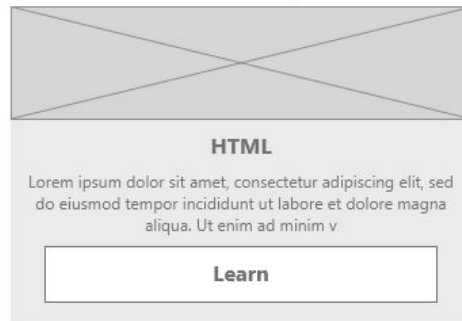 HTML
Lorem ipsum dolor sit amet, consectetur adipiscing elit, sed
do eiusmod tempor incididunt ut labore et dolore magna
aliqua. Ut enim ad minim v
Learn